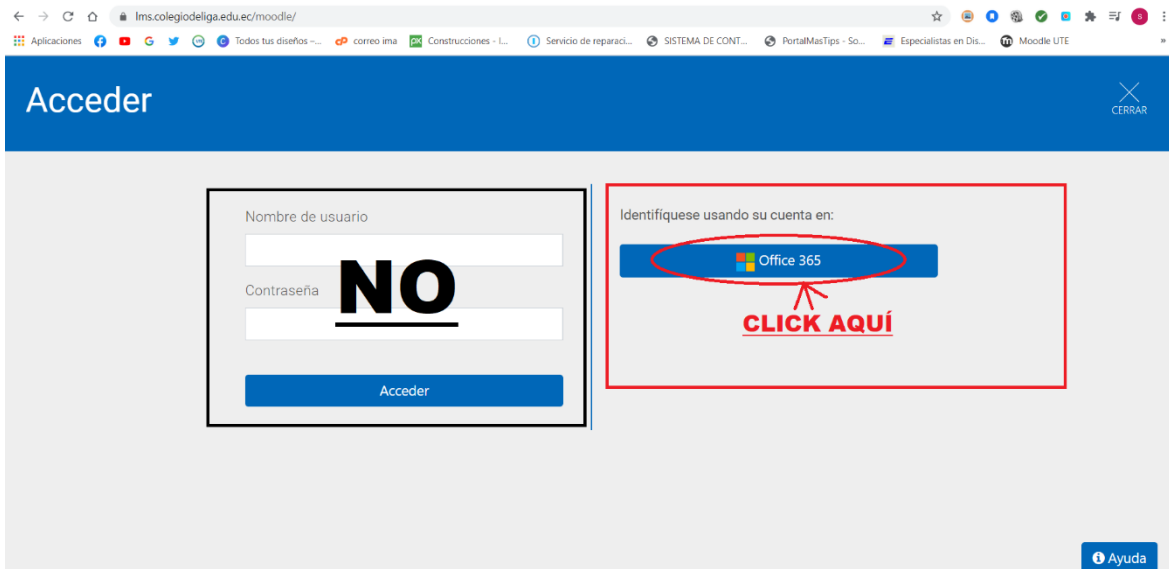 lms.colegiodeliga.edu.ec/moodle/
Aplicaciones G Todos tus diseños –... cP correo ima Construcciones - I... Servicio de reparaci... SISTEMA DE CONT... PortalMasTips - So... Especialistas en Dis... Moodle UTE »
Acceder
CERRAR
Nombre de usuario
Contraseña
NO
Acceder
Identifíquese usando su cuenta en:
Office 365
CLICK AQUÍ
Ayuda